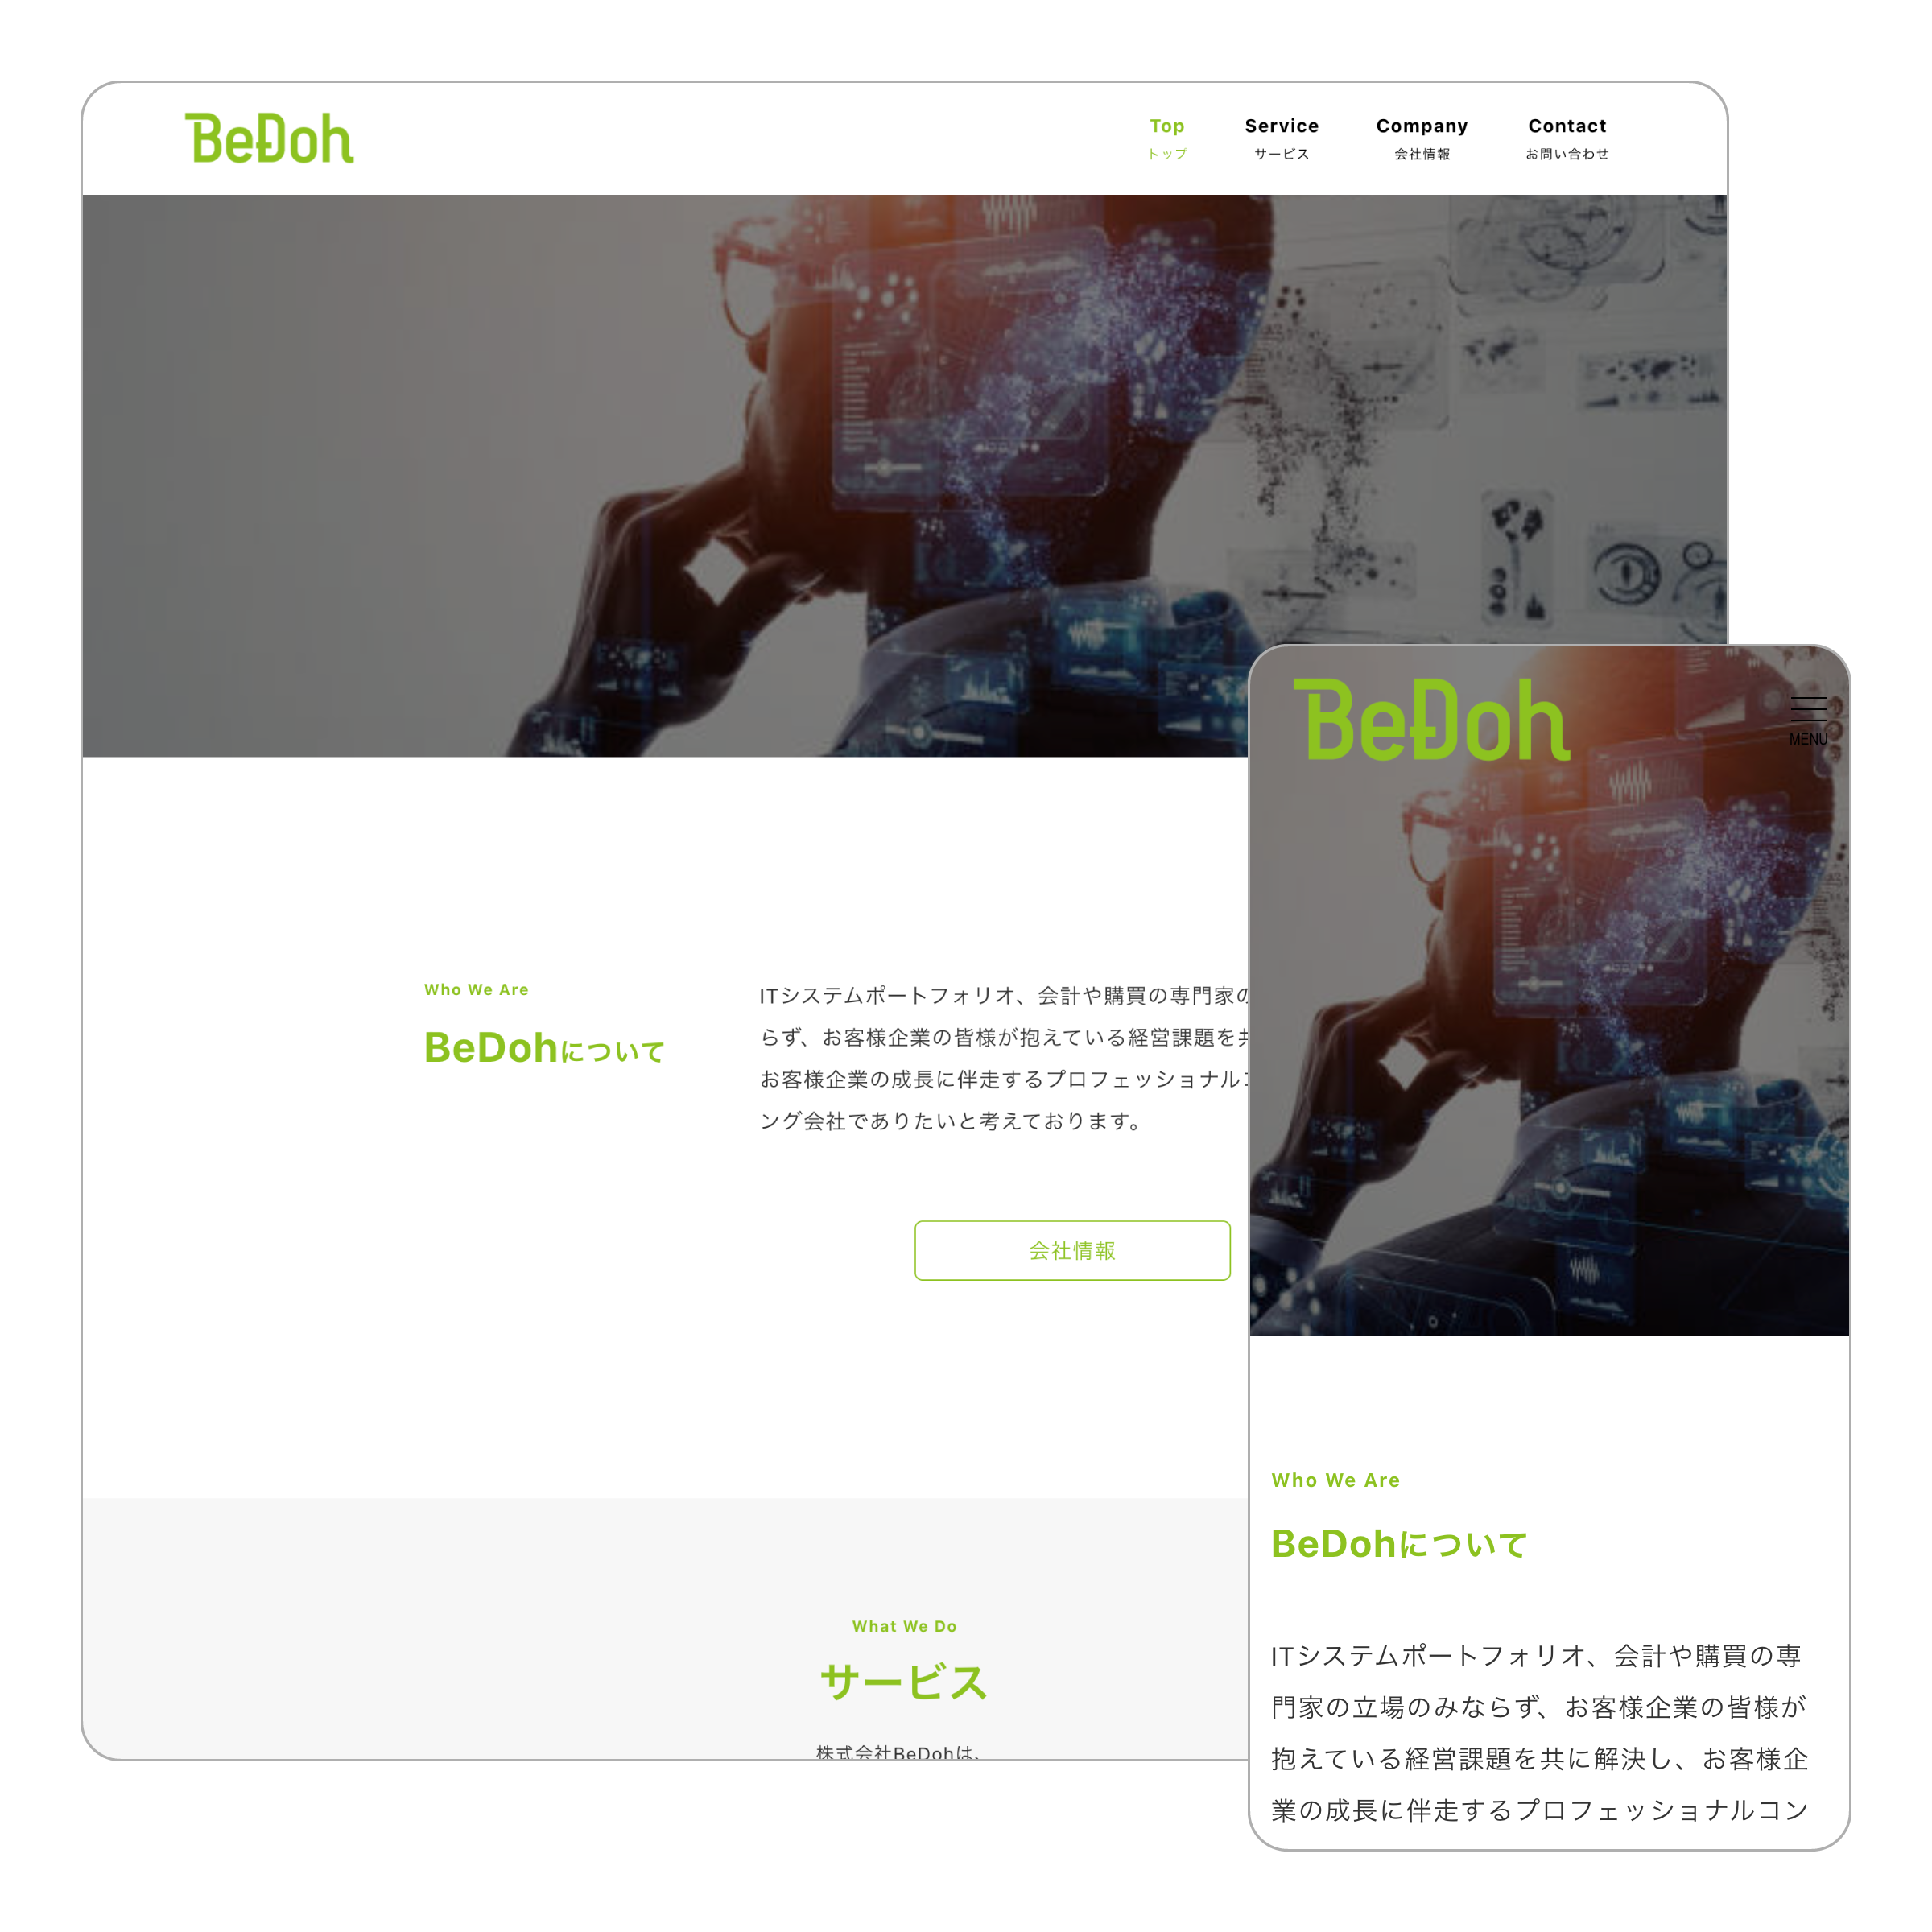 BeDoh
Top
Service
Company
Contact
トップ
サービス
会社情報
お問い合わせ
Who We Are
BeDohについて
ITシステムポートフォリオ、会計や購買の専門家の
らず、お客様企業の皆様が抱えている経営課題を
お客様企業の成長に伴走するプロフェッショナル
ング会社でありたいと考えております。
会社情報
What We Do
サービス
株式会社BeDohは、
BeDoh
MENU
Who We Are
BeDohについて
ITシステムポートフォリオ、会計や購買の専
門家の立場のみならず、お客様企業の皆様が
抱えている経営課題を共に解決し、お客様企
業の成長に伴走するプロフェッショナルコン